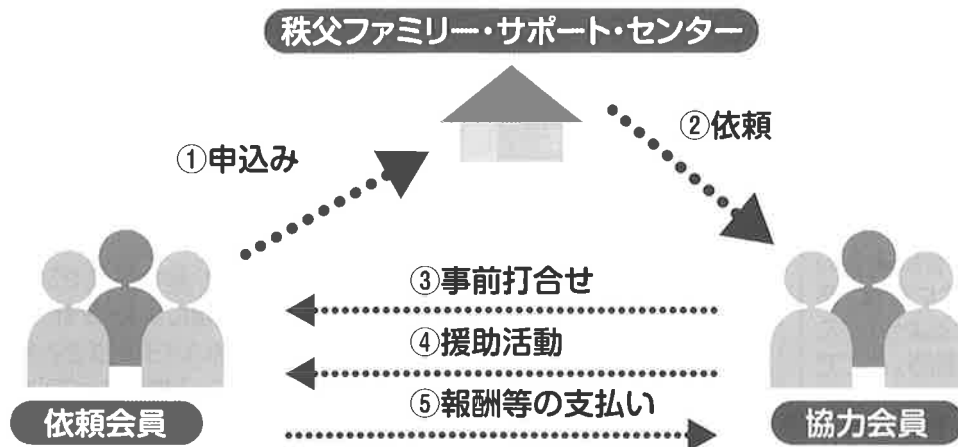 秩父ファミリー・サポート・センター
①申込み
②依頼
③事前打合せ
④援助活動
⑤報酬等の支払い
依頼会員
協力会員